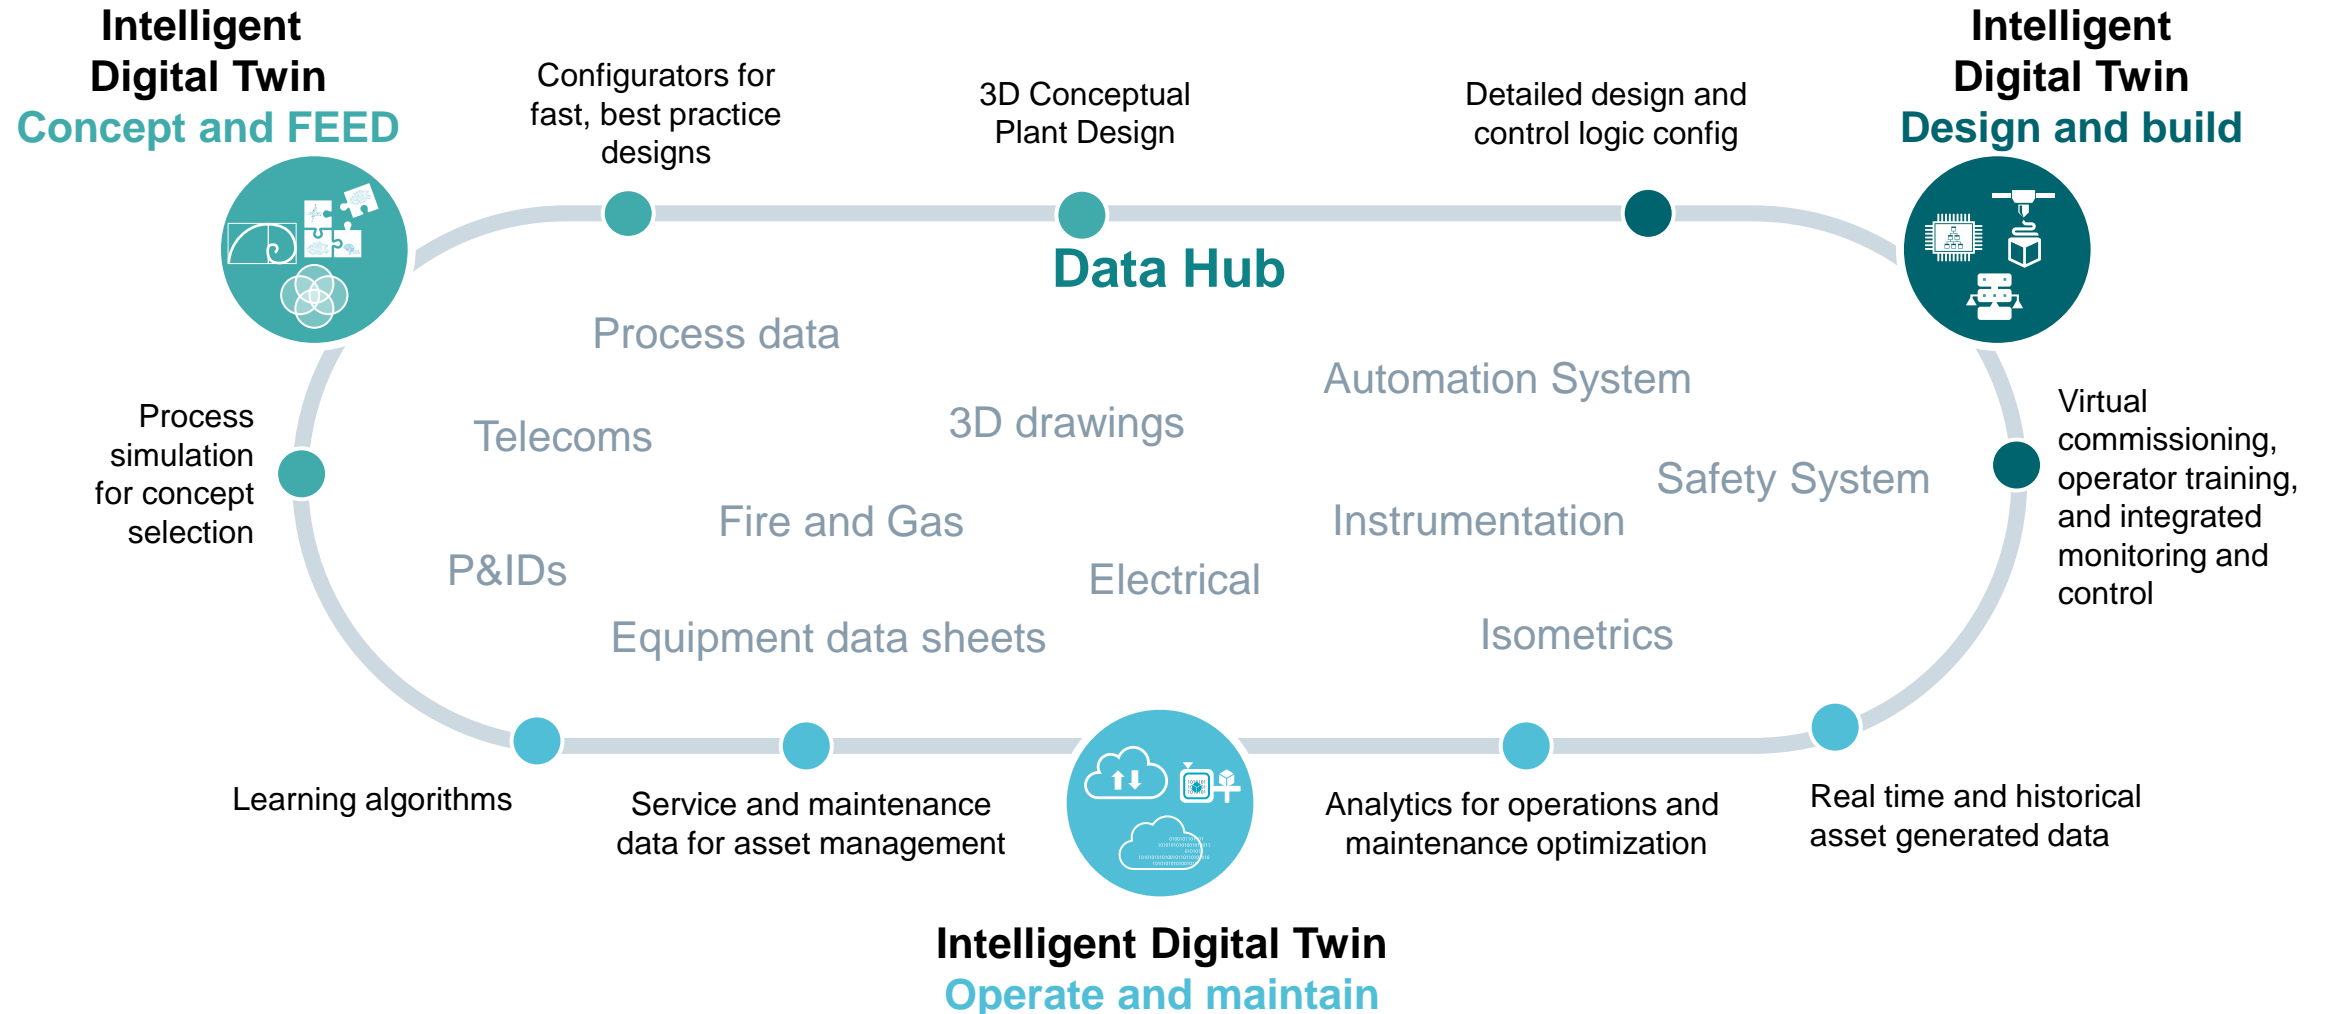 Intelligent
Digital Twin
Concept and FEED
Configurators for
fast, best practice
designs
3D Conceptual
Plant Design
Detailed design and
control logic config
Intelligent
Digital Twin
Design and build
Data Hub
Process data
Automation System
Telecoms
3D drawings
Safety System
Fire and Gas
Instrumentation
P&IDs
Electrical
Equipment data sheets
Isometrics
Process
simulation
for concept
selection
Virtual
commissioning,
operator training,
and integrated
monitoring and
control
Learning algorithms
Service and maintenance
data for asset management
Analytics for operations and
maintenance optimization
Real time and historical
asset generated data
Intelligent Digital Twin
Operate and maintain